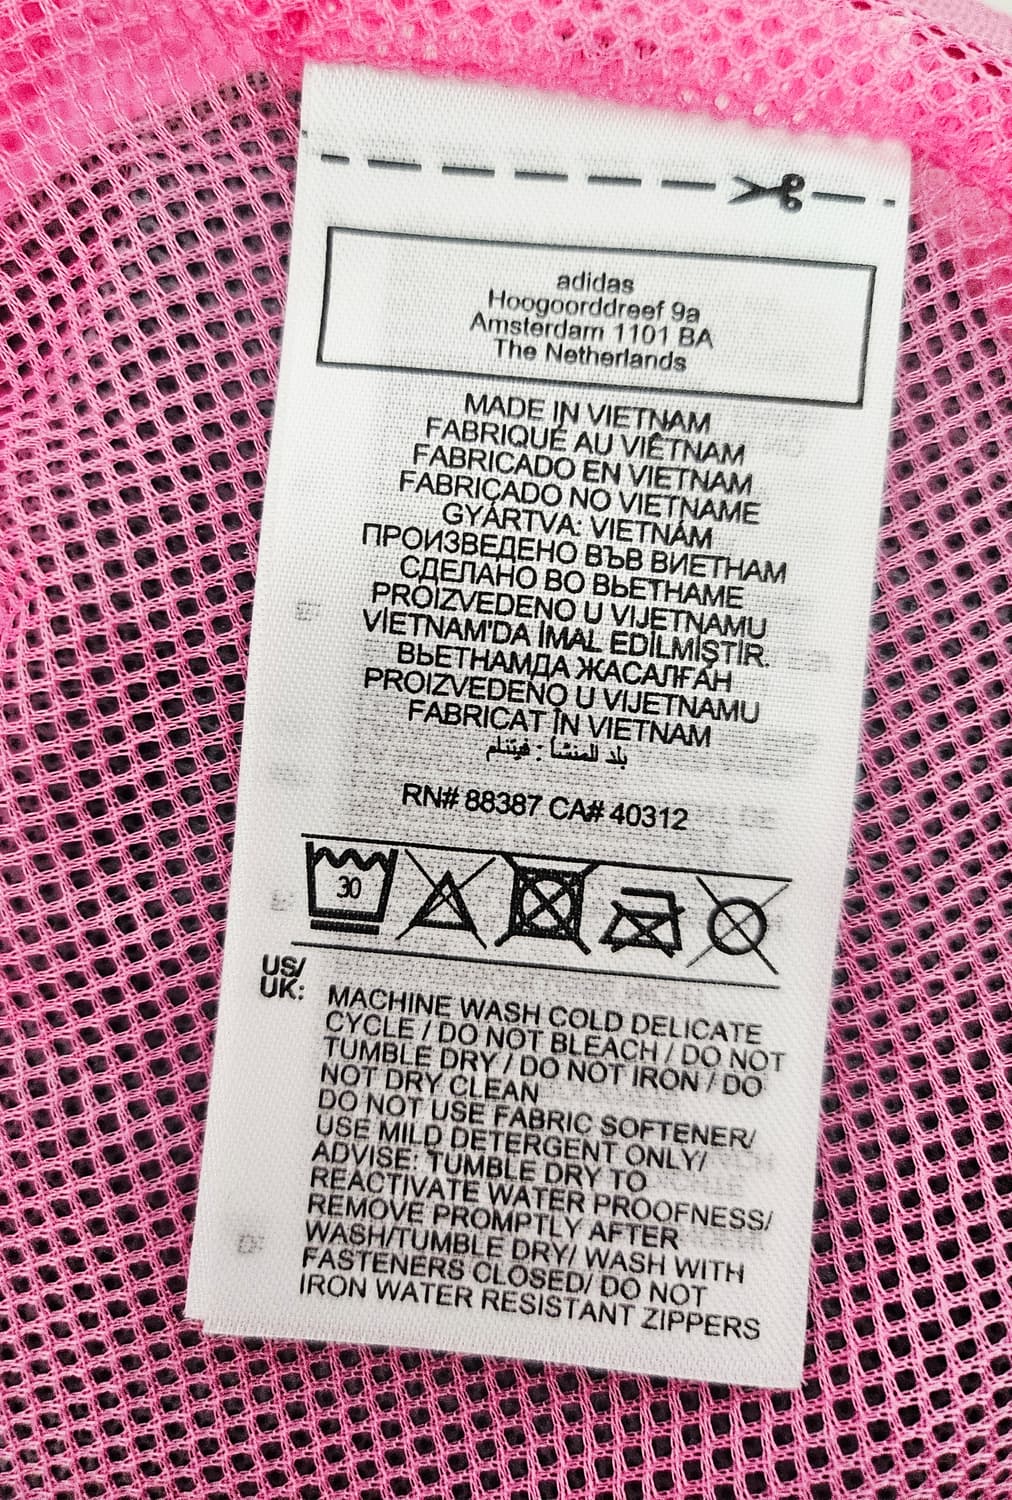 adidas
Hoogoorddreef 9a
Amsterdam 1101 BA
The Netherlands
MADE IN VIETNAM
FABRIQUÉ AU VIÊTNAM
FABRICADO EN VIETNAM
FABRICADO NO VIETNAME
GYÁRTVA: VIETNÁM
ПРОИЗВЕДЕНО ВЪВ ВИЕТНАМ
СДЕЛАНО ВО ВЬЕТНАМЕ
PROIZVEDENO U VIJETNAMU
VİETNAM'DA İMAL EDİLMİŞTİR.
ВЬЕТНАМДА ЖАСАЛҒАН
PROIZVEDENO U VIJETNAMU
FABRICAT ÎN VIETNAM
بلد المنشأ : فيتنام
RN# 88387 CA# 40312
30
US/
UK:
MACHINE WASH COLD DELICATE
CYCLE / DO NOT BLEACH / DO NOT
TUMBLE DRY / DO NOT IRON / DO
NOT DRY CLEAN
DO NOT USE FABRIC SOFTENER/
USE MILD DETERGENT ONLY/
ADVISE: TUMBLE DRY TO
REACTIVATE WATER PROOFNESS/
REMOVE PROMPTLY AFTER
WASH/TUMBLE DRY/ WASH WITH
FASTENERS CLOSED/ DO NOT
IRON WATER RESISTANT ZIPPERS